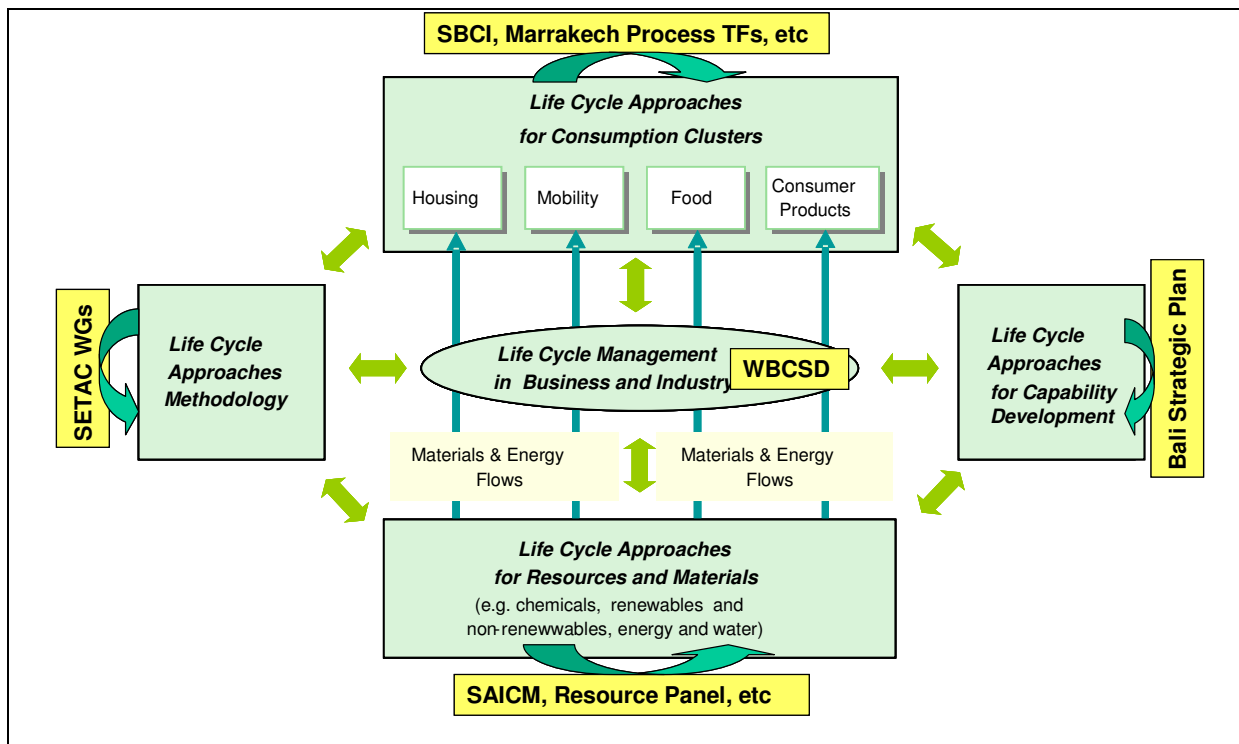 SBCI, Marrakech Process TFs, etc
Life Cycle Approaches
for Consumption Clusters
Housing
Mobility
Food
Consumer
Products
SETAC WGs
Life Cycle
Approaches
Methodology
Life Cycle Management
in Business and Industry
WBCSD
Life Cycle
Approaches
for Capability
Development
Bali Strategic Plan
Materials & Energy
Flows
Materials & Energy
Flows
Life Cycle Approaches
for Resources and Materials
(e.g. chemicals, renewables and
non-renewwables, energy and water)
SAICM, Resource Panel, etc